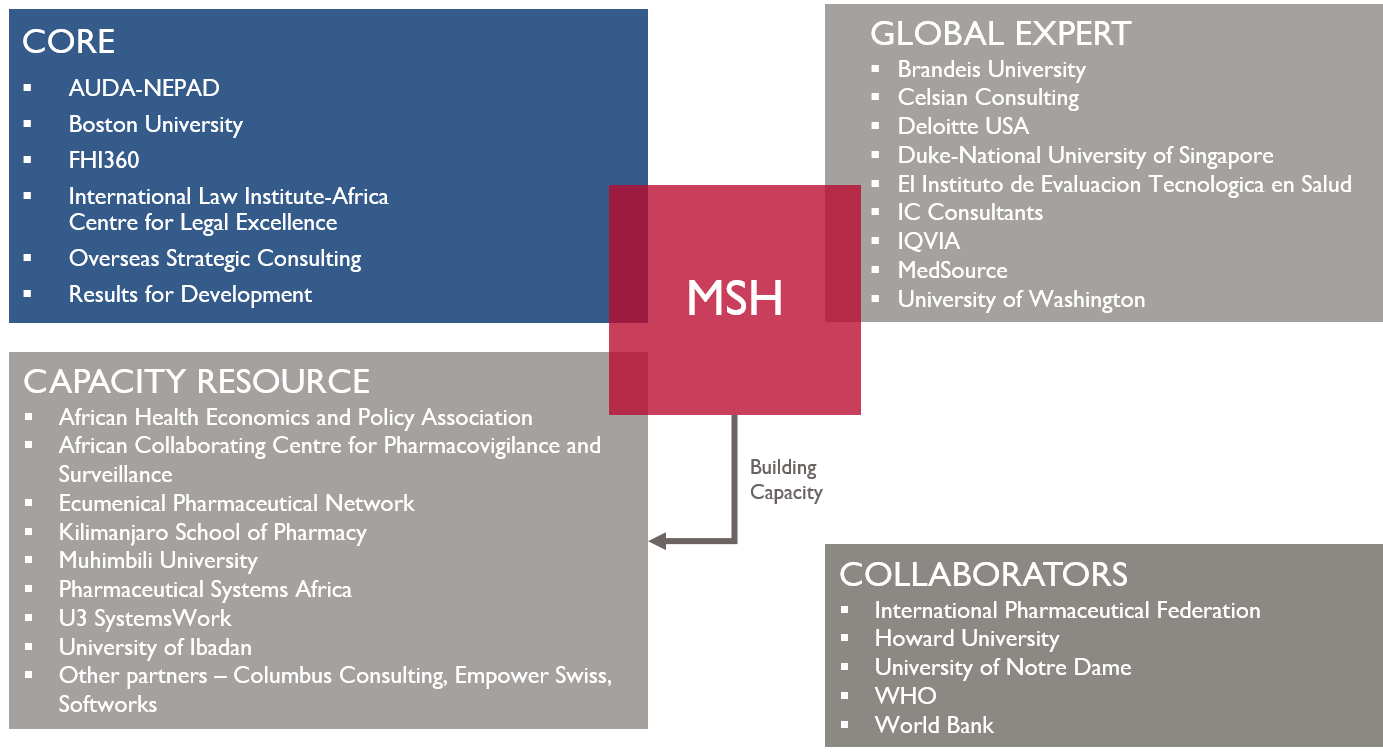 CORE
▪ AUDA-NEPAD
▪ Boston University
▪ FHI360
▪ International Law Institute-Africa
Centre for Legal Excellence
▪ Overseas Strategic Consulting
▪ Results for Development
GLOBAL EXPERT
▪ Brandeis University
▪ Celsian Consulting
▪ Deloitte USA
▪ Duke-National University of Singapore
▪ El Instituto de Evaluacion Tecnologica en Salud
▪ IC Consultants
▪ IQVIA
▪ MedSource
▪ University of Washington
MSH
Building
Capacity
CAPACITY RESOURCE
▪ African Health Economics and Policy Association
▪ African Collaborating Centre for Pharmacovigilance and
Surveillance
▪ Ecumenical Pharmaceutical Network
▪ Kilimanjaro School of Pharmacy
▪ Muhimbili University
▪ Pharmaceutical Systems Africa
▪ U3 SystemsWork
▪ University of Ibadan
▪ Other partners – Columbus Consulting, Empower Swiss,
Softworks
COLLABORATORS
▪ International Pharmaceutical Federation
▪ Howard University
▪ University of Notre Dame
▪ WHO
▪ World Bank